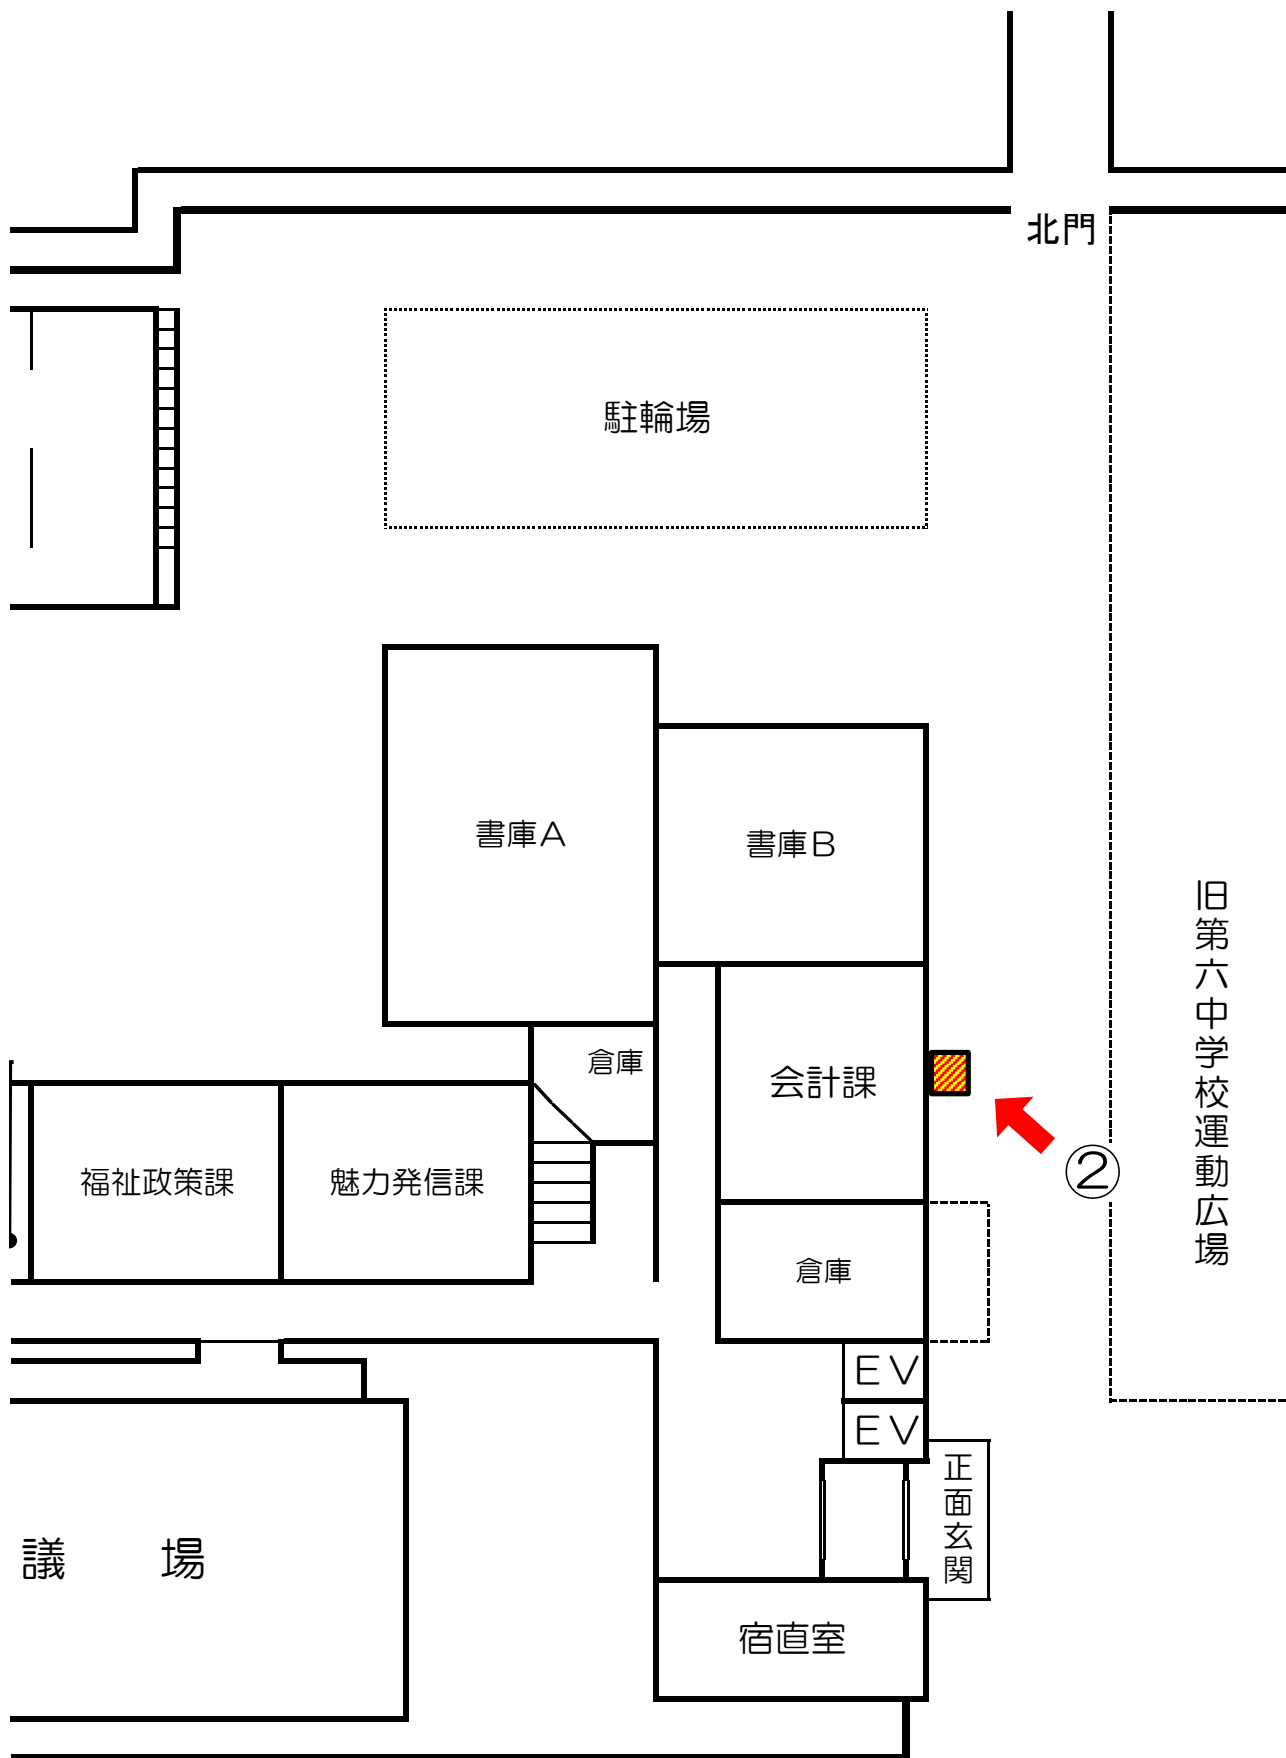 北門
駐輪場
書庫A
書庫B
旧第六中学校運動広場
倉庫
会計課
②
福祉政策課
魅力発信課
倉庫
EV
EV
正面玄関
議　場
宿直室